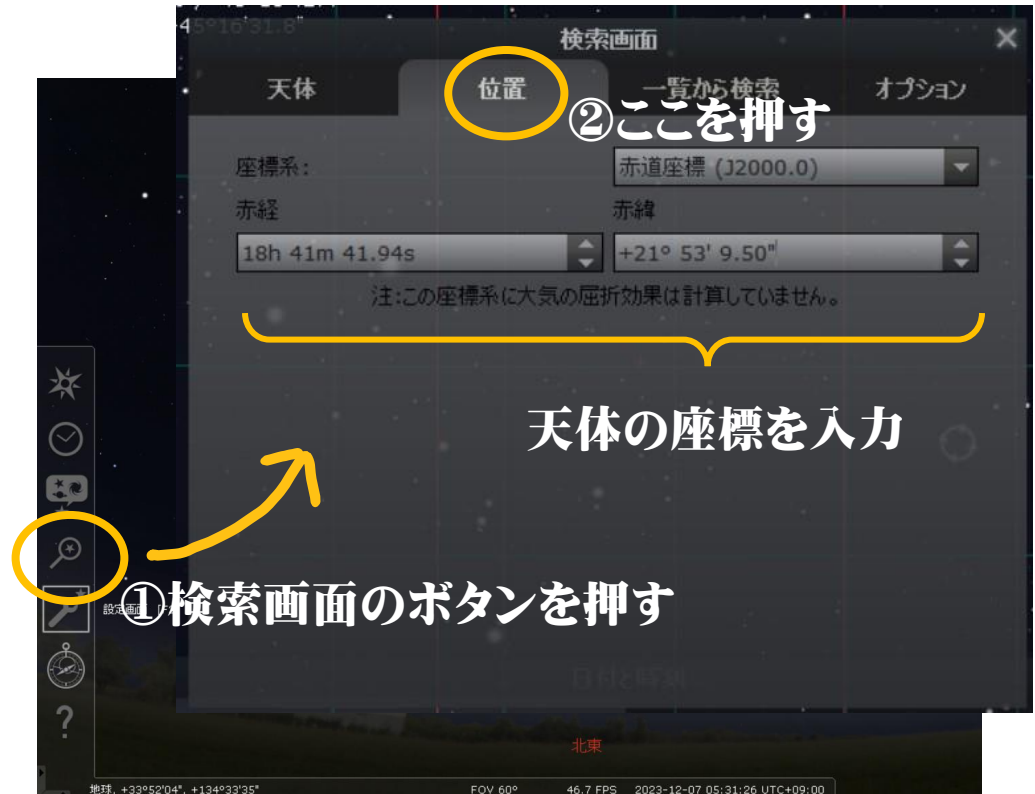 45°16'31.8"
検索画面
天体
位置
一覧から検索
オプション
②ここを押す
座標系:
赤道座標 (J2000.0)
赤経
赤緯
18h 41m 41.94s
+21° 53' 9.50"
注:この座標系に大気の屈折効果は計算していません。
天体の座標を入力
①検索画面のボタンを押す
設定画面
日付と時刻
?
北東
地球, +33°52'04", +134°33'35"
FOV 60°
46.7 FPS
2023-12-07 05:31:26 UTC+09:00